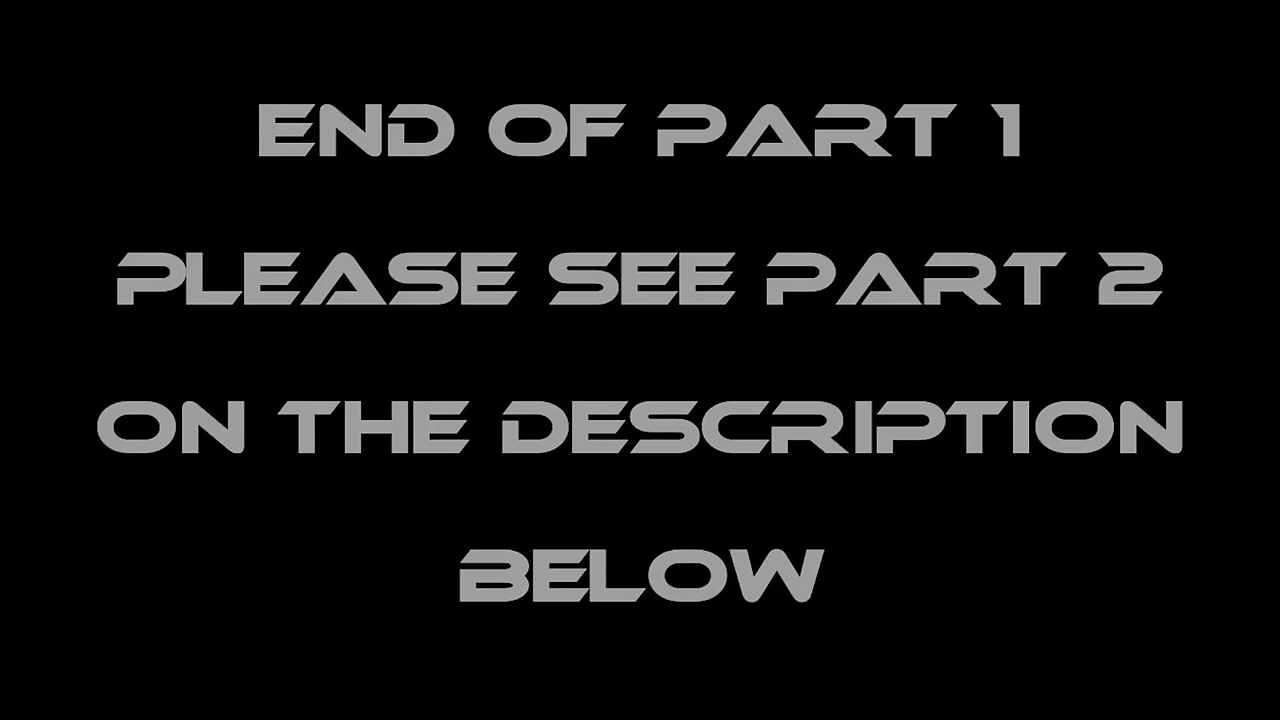 END OF PART 1
PLEASE SEE PART 2
ON THE DESCRIPTION
BELOW